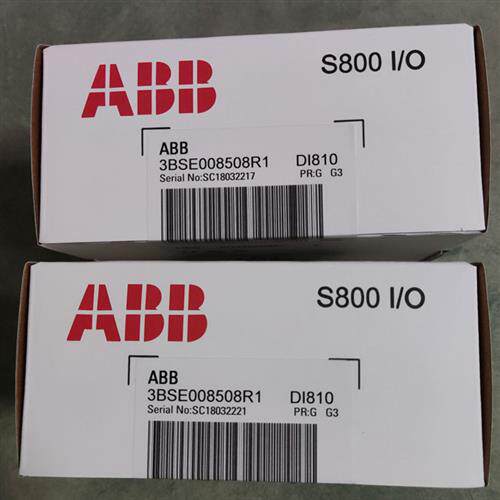 ABB
S800 I/O
ABB
3BSE008508R1 DI810
Serial No:SC18032217 PR:G G3
ABB
S800 I/O
ABB
3BSE008508R1 DI810
Serial No:SC18032221 PR:G G3